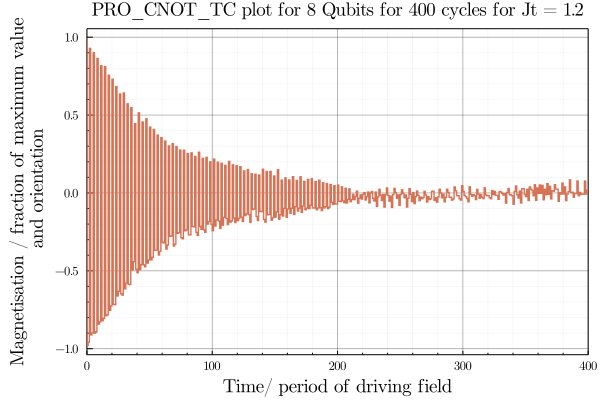 PRO_CNOT_TC plot for 8 Qubits for 400 cycles for Jt = 1.2
Magnetisation / fraction of maximum value
and orientation
1.0
0.5
0.0
−0.5
−1.0
0
100
200
300
400
Time/ period of driving field